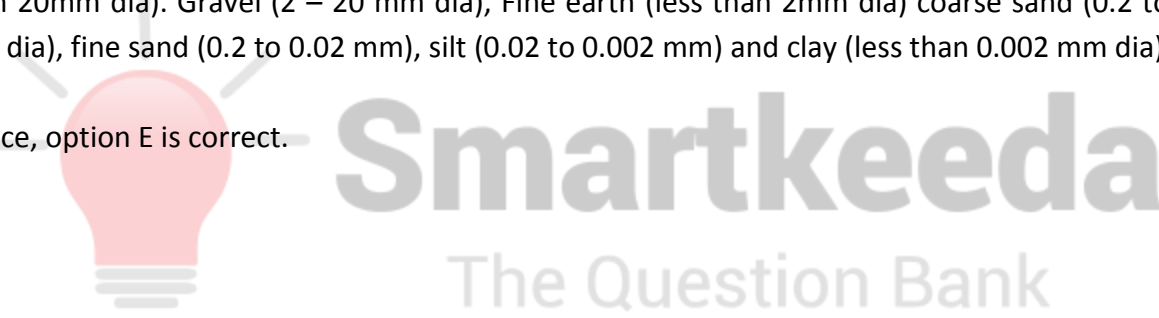 20mm dia). Gravel (2 – 20 mm dia), Fine earth (less than 2mm dia) coarse sand (0.2 to
dia), fine sand (0.2 to 0.02 mm), silt (0.02 to 0.002 mm) and clay (less than 0.002 mm dia)
ce, option E is correct.
Smartkeeda
The Question Bank